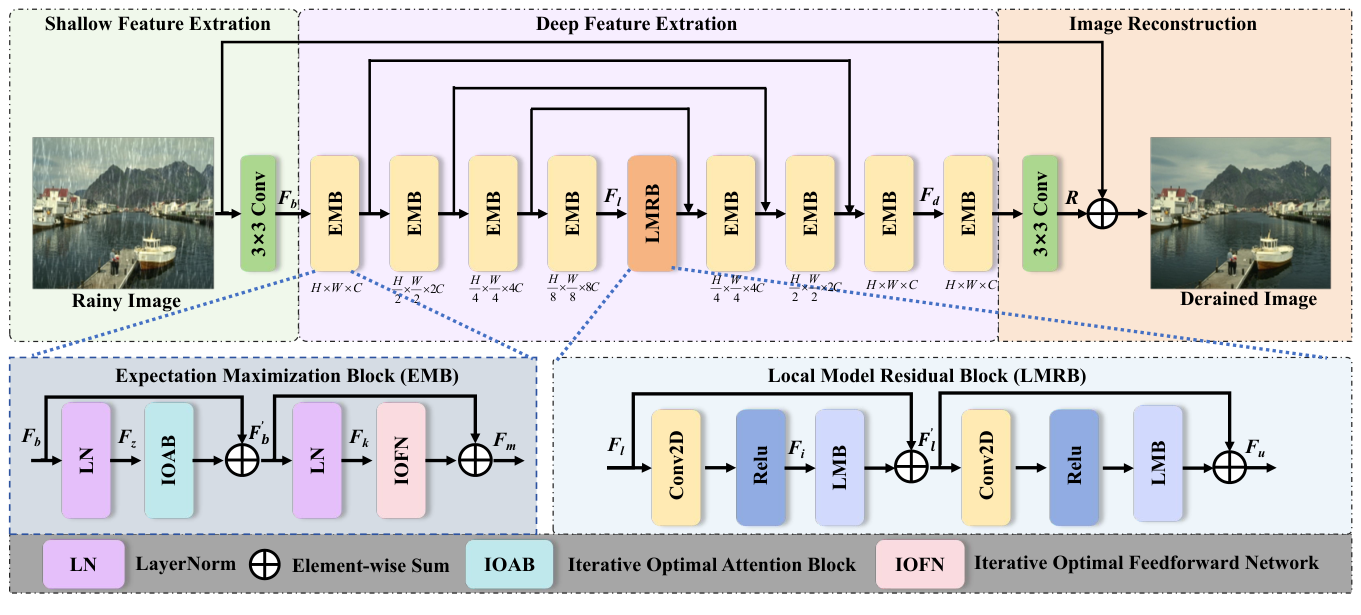 Shallow Feature Extration
Deep Feature Extration
Image Reconstruction
Rainy Image
3×3 Conv
F_b
EMB
EMB
EMB
EMB
F_l
LMRB
EMB
EMB
EMB
F_d
EMB
3×3 Conv
R
Derained Image
H×W×C
H/2×W/2×2C
H/4×W/4×4C
H/8×W/8×8C
H/4×W/4×4C
H/2×W/2×2C
H×W×C
H×W×C
Expectation Maximization Block (EMB)
F_b
LN
F_z
IOAB
F'_b
LN
F_k
IOFN
F_m
Local Model Residual Block (LMRB)
F_l
Conv2D
Relu
F_i
LMB
F'_l
Conv2D
Relu
LMB
F_u
LN
LayerNorm
Element-wise Sum
IOAB
Iterative Optimal Attention Block
IOFN
Iterative Optimal Feedforward Network